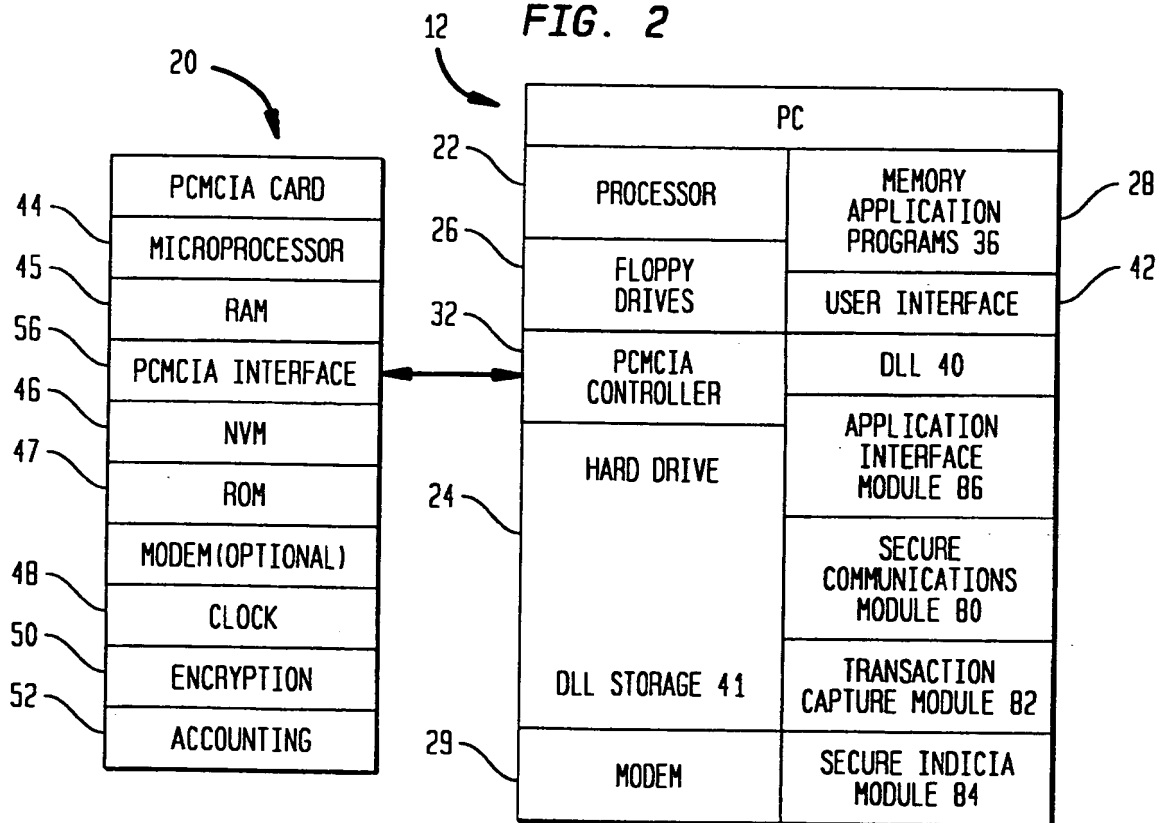 FIG. 2
20
PCMCIA CARD
44
MICROPROCESSOR
45
RAM
56
PCMCIA INTERFACE
46
NVM
47
ROM
MODEM(OPTIONAL)
48
CLOCK
50
ENCRYPTION
52
ACCOUNTING
12
PC
22
PROCESSOR
26
FLOPPY
DRIVES
32
PCMCIA
CONTROLLER
24
HARD DRIVE
DLL STORAGE 41
29
MODEM
MEMORY
APPLICATION
PROGRAMS 36
28
USER INTERFACE
42
DLL 40
APPLICATION
INTERFACE
MODULE 86
SECURE
COMMUNICATIONS
MODULE 80
TRANSACTION
CAPTURE MODULE 82
SECURE INDICIA
MODULE 84